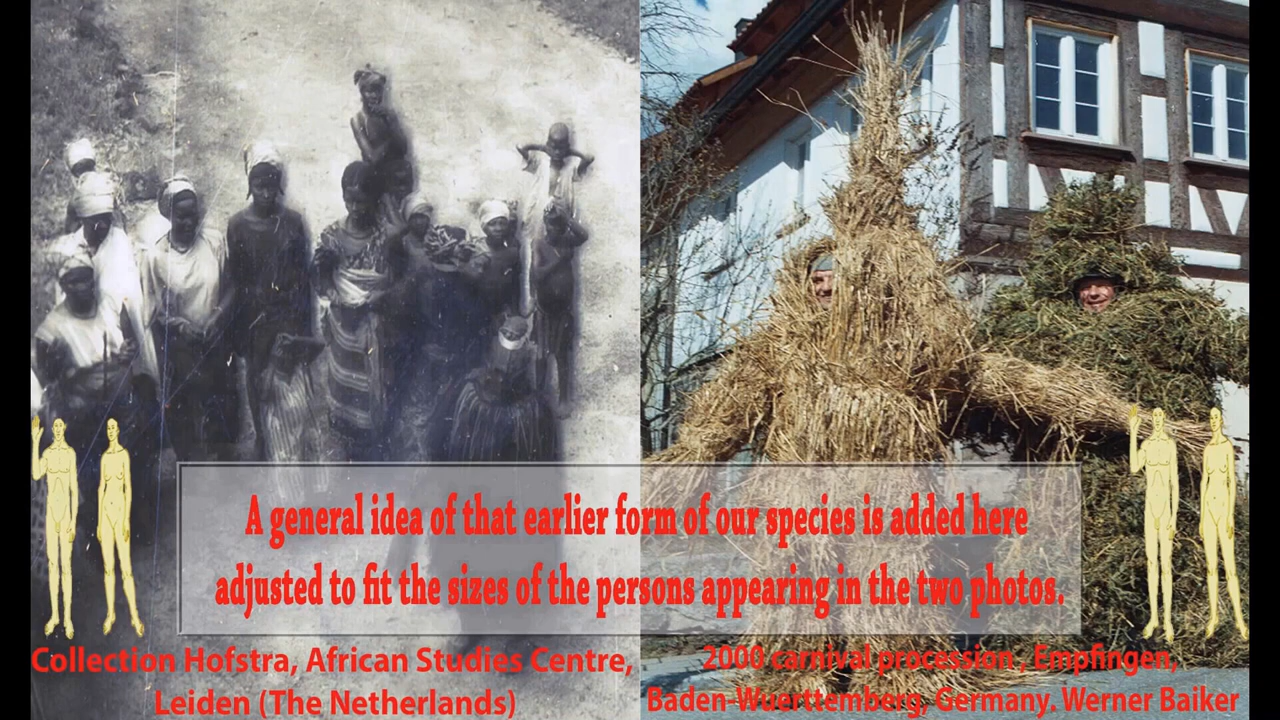 A general idea of that earlier form of our species is added here
adjusted to fit the sizes of the persons appearing in the two photos.
Collection Hofstra, African Studies Centre,
Leiden (The Netherlands)
2000 carnival procession , Empfingen,
Baden-Wuerttemberg, Germany. Werner Baiker